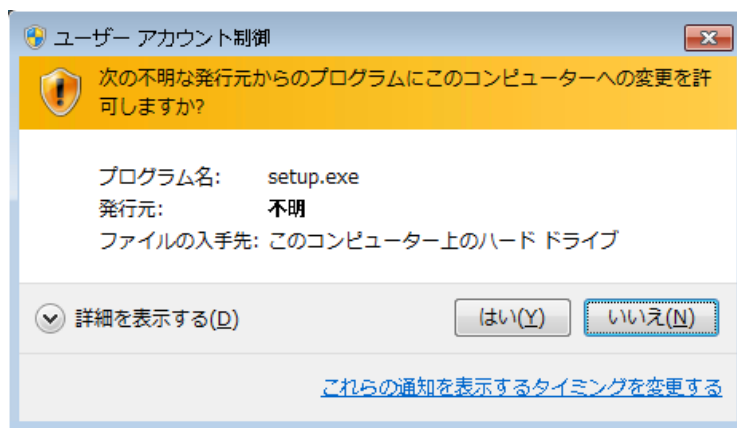 ユーザー アカウント制御
次の不明な発行元からのプログラムにこのコンピューターへの変更を許
可しますか?
プログラム名: setup.exe
発行元: 不明
ファイルの入手先: このコンピューター上のハード ドライブ
詳細を表示する(D)
はい(Y) いいえ(N)
これらの通知を表示するタイミングを変更する